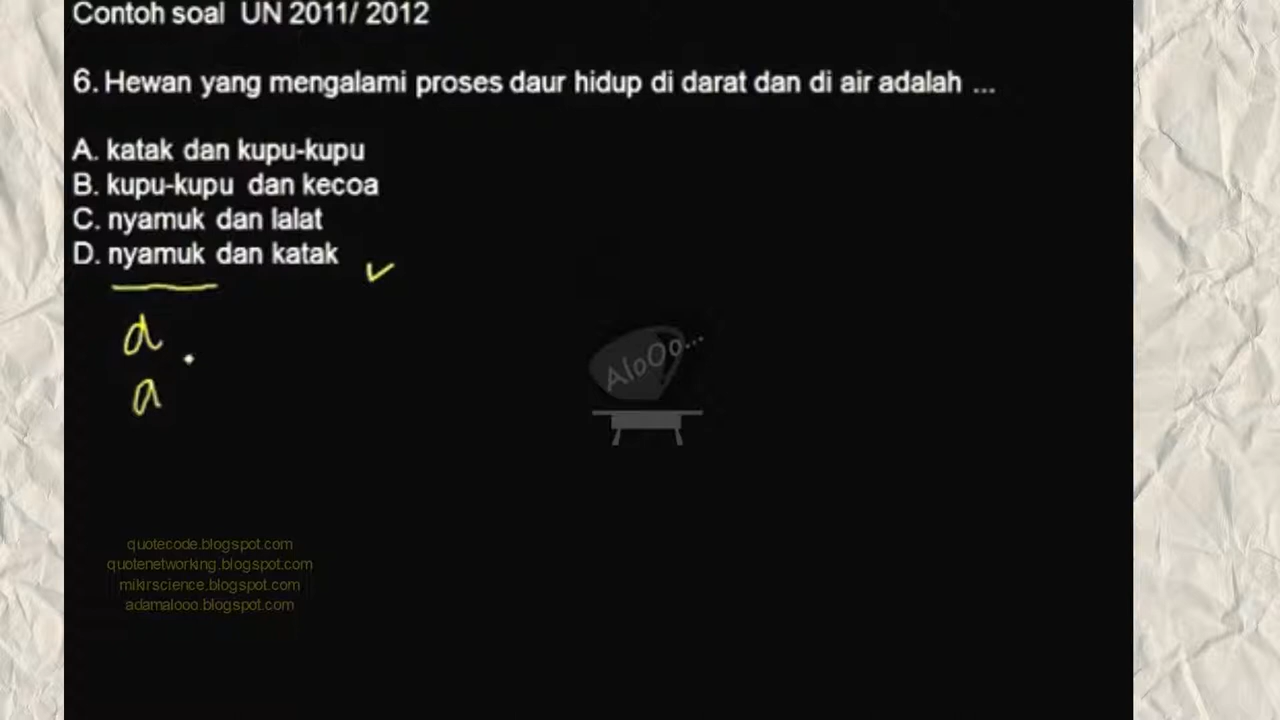 Contoh soal UN 2011/ 2012
6. Hewan yang mengalami proses daur hidup di darat dan di air adalah ...
A. katak dan kupu-kupu
B. kupu-kupu dan kecoa
C. nyamuk dan lalat
D. nyamuk dan katak
d
a
AloOo...
quotecode.blogspot.com
quotenetworking.blogspot.com
mikirscience.blogspot.com
adamalooo.blogspot.com